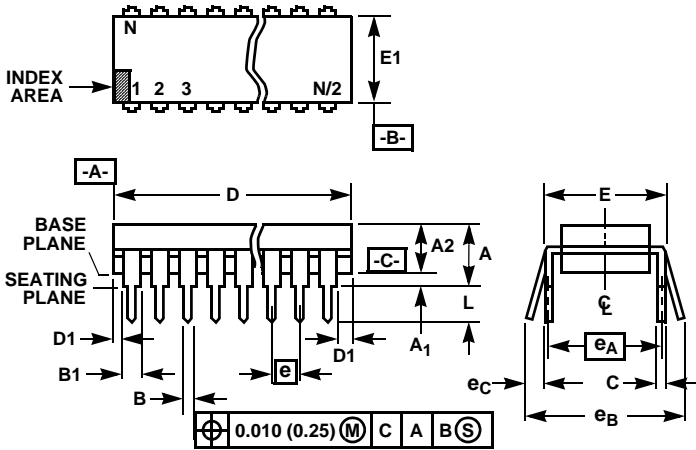 N
E1
INDEX
AREA
1 2 3 N/2
-B-
-A-
D
E
BASE
PLANE
A2
A
-C-
SEATING
PLANE
L
C L
D1
A1
D1
eA
B1
e
eC
C
B
eB
0.010 (0.25) M C A B S